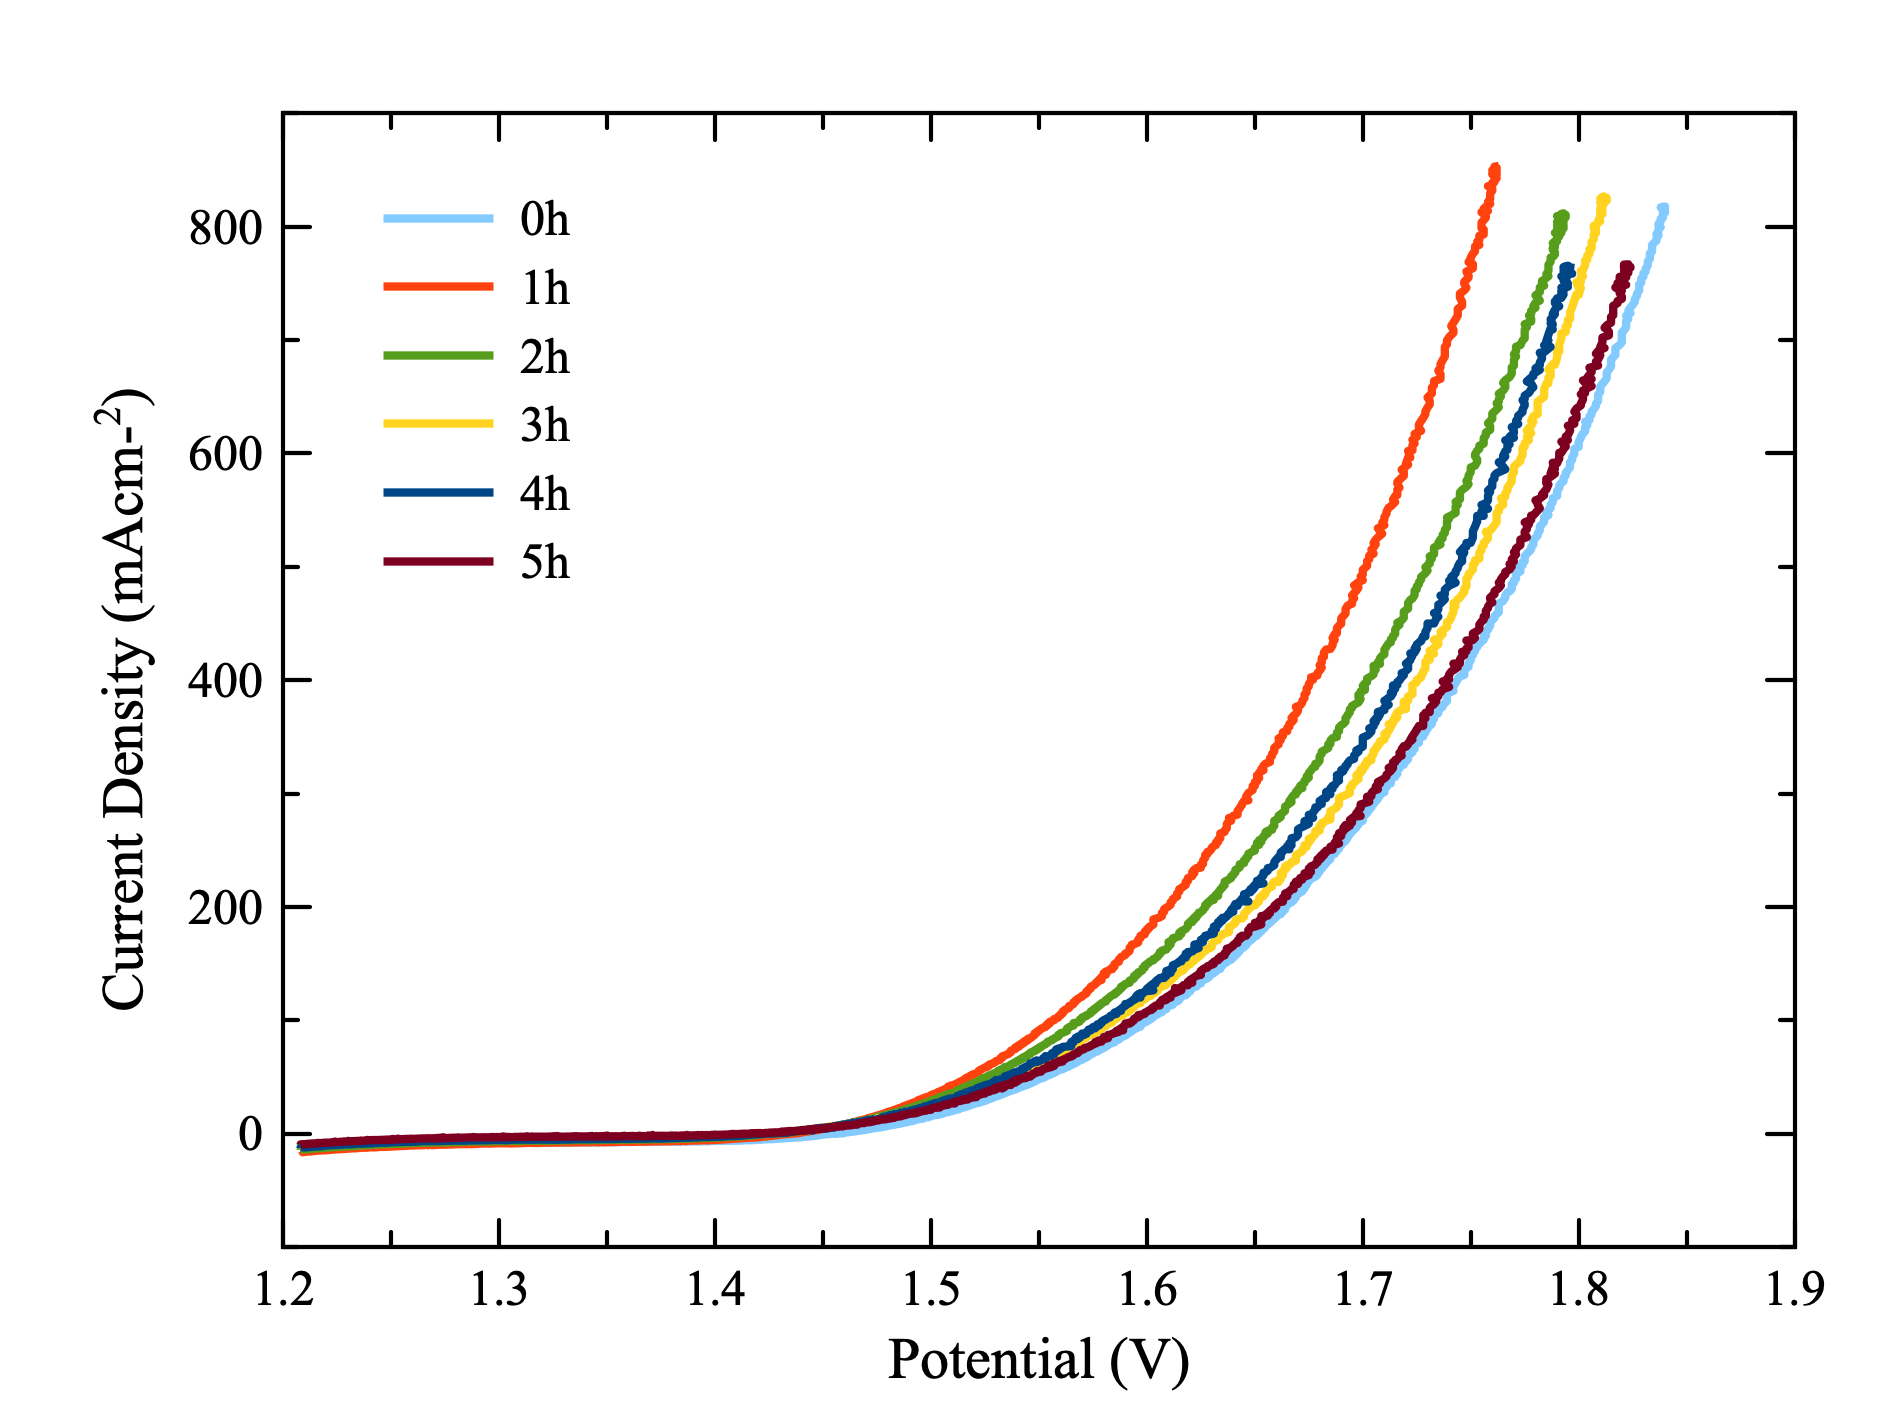 0h
1h
2h
3h
4h
5h
800
600
400
200
0
Current Density (mAcm-²)
1.2 1.3 1.4 1.5 1.6 1.7 1.8 1.9
Potential (V)